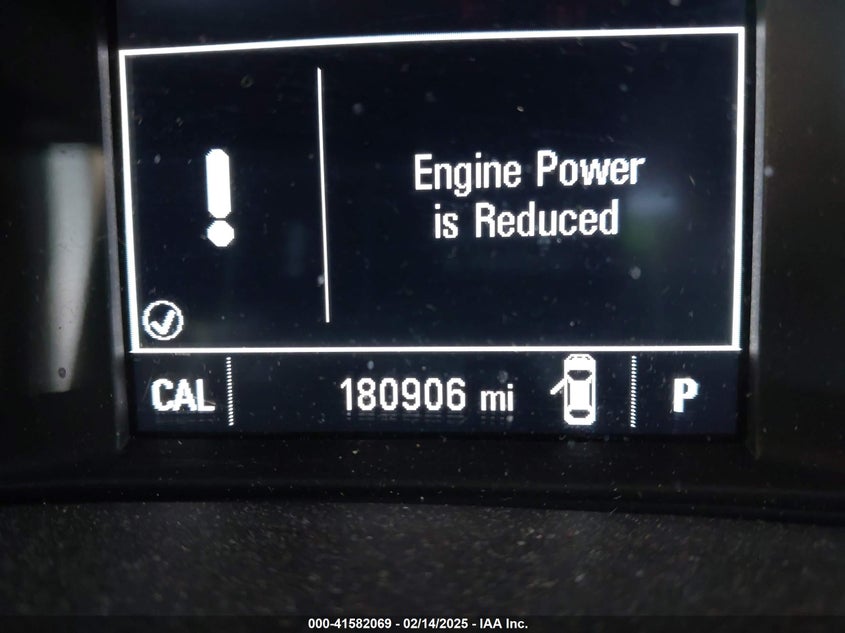 Engine Power
is Reduced
CAL 180906 mi P
000-41582069 - 02/14/2025 - IAA Inc.